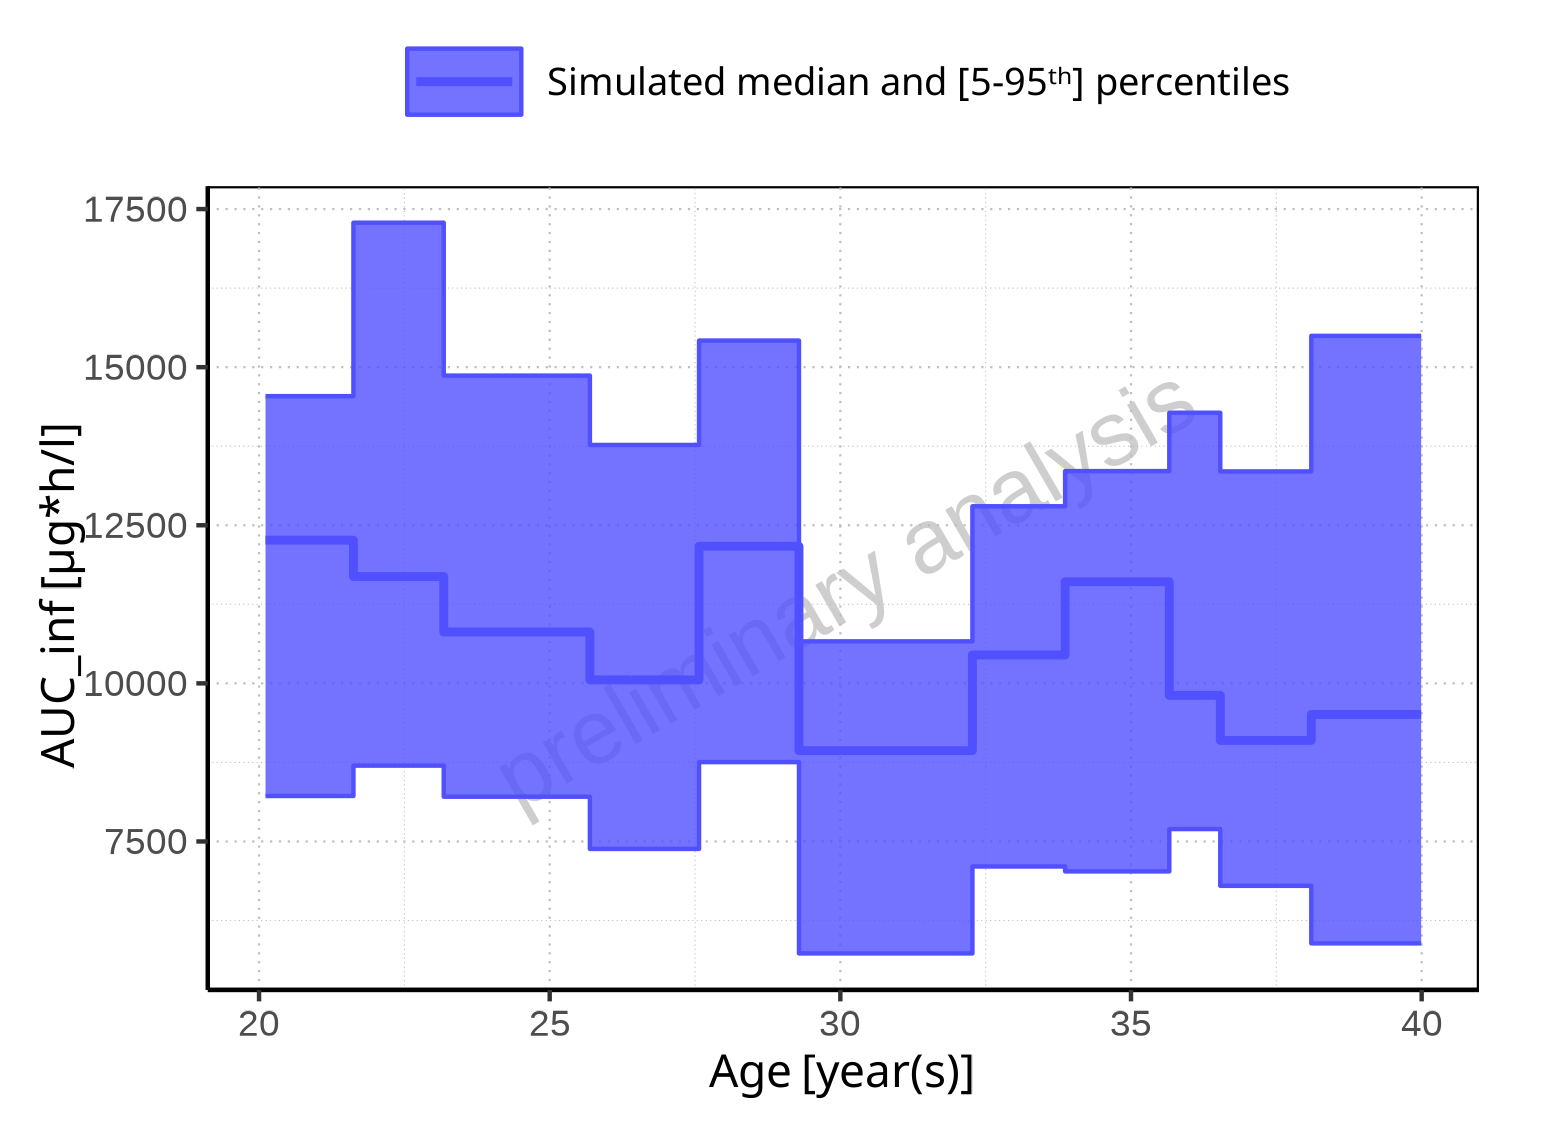 Simulated median and [5-95ᵗʰ] percentiles
17500
15000
12500
10000
7500
AUC_inf [µg*h/l]
preliminary analysis
20 25 30 35 40
Age [year(s)]